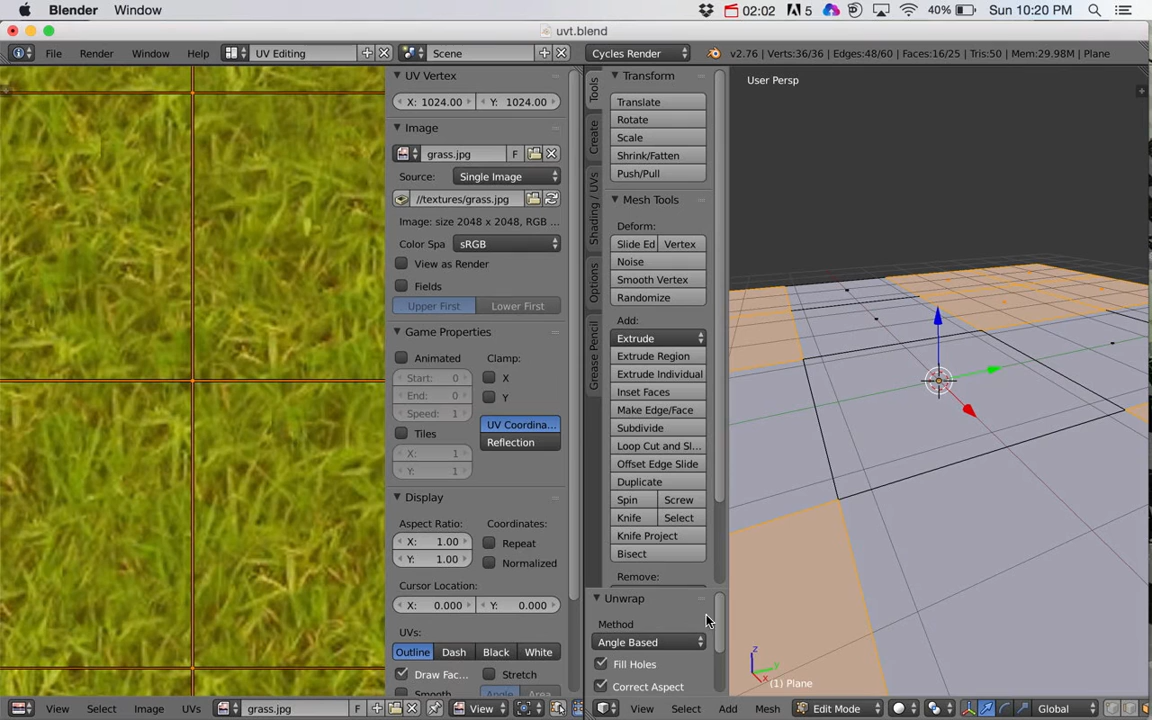 Blender Window 02:02 5 40% Sun 10:20 PM
uvt.blend
File Render Window Help UV Editing Scene Cycles Render v2.76 | Verts:36/36 | Edges:48/60 | Faces:16/25 | Tris:50 | Mem:29.98M | Plane
UV Vertex
X: 1024.00 Y: 1024.00
Image
grass.jpg F
Source: Single Image
//textures/grass.jpg
Image: size 2048 x 2048, RGB ...
Color Spa sRGB
View as Render
Fields
Upper First Lower First
Game Properties
Animated Clamp:
Start: 0 X
End: 0 Y
Speed: 1 UV Coordina...
Tiles Reflection
X: 1
Y: 1
Display
Aspect Ratio: Coordinates:
X: 1.00 Repeat
Y: 1.00 Normalized
Cursor Location:
X: 0.000 Y: 0.000
UVs:
Outline Dash Black White
Draw Fac... Stretch
Smooth Angle Area
View Select Image UVs grass.jpg F View
Tools
Create
Shading / UVs
Options
Grease Pencil
Transform
Translate
Rotate
Scale
Shrink/Fatten
Push/Pull
Mesh Tools
Deform:
Slide Ed Vertex
Noise
Smooth Vertex
Randomize
Add:
Extrude
Extrude Region
Extrude Individual
Inset Faces
Make Edge/Face
Subdivide
Loop Cut and Sl...
Offset Edge Slide
Duplicate
Spin Screw
Knife Select
Knife Project
Bisect
Remove:
Unwrap
Method
Angle Based
Fill Holes
Correct Aspect
User Persp
z
y
x
(1) Plane
View Select Add Mesh Edit Mode Global